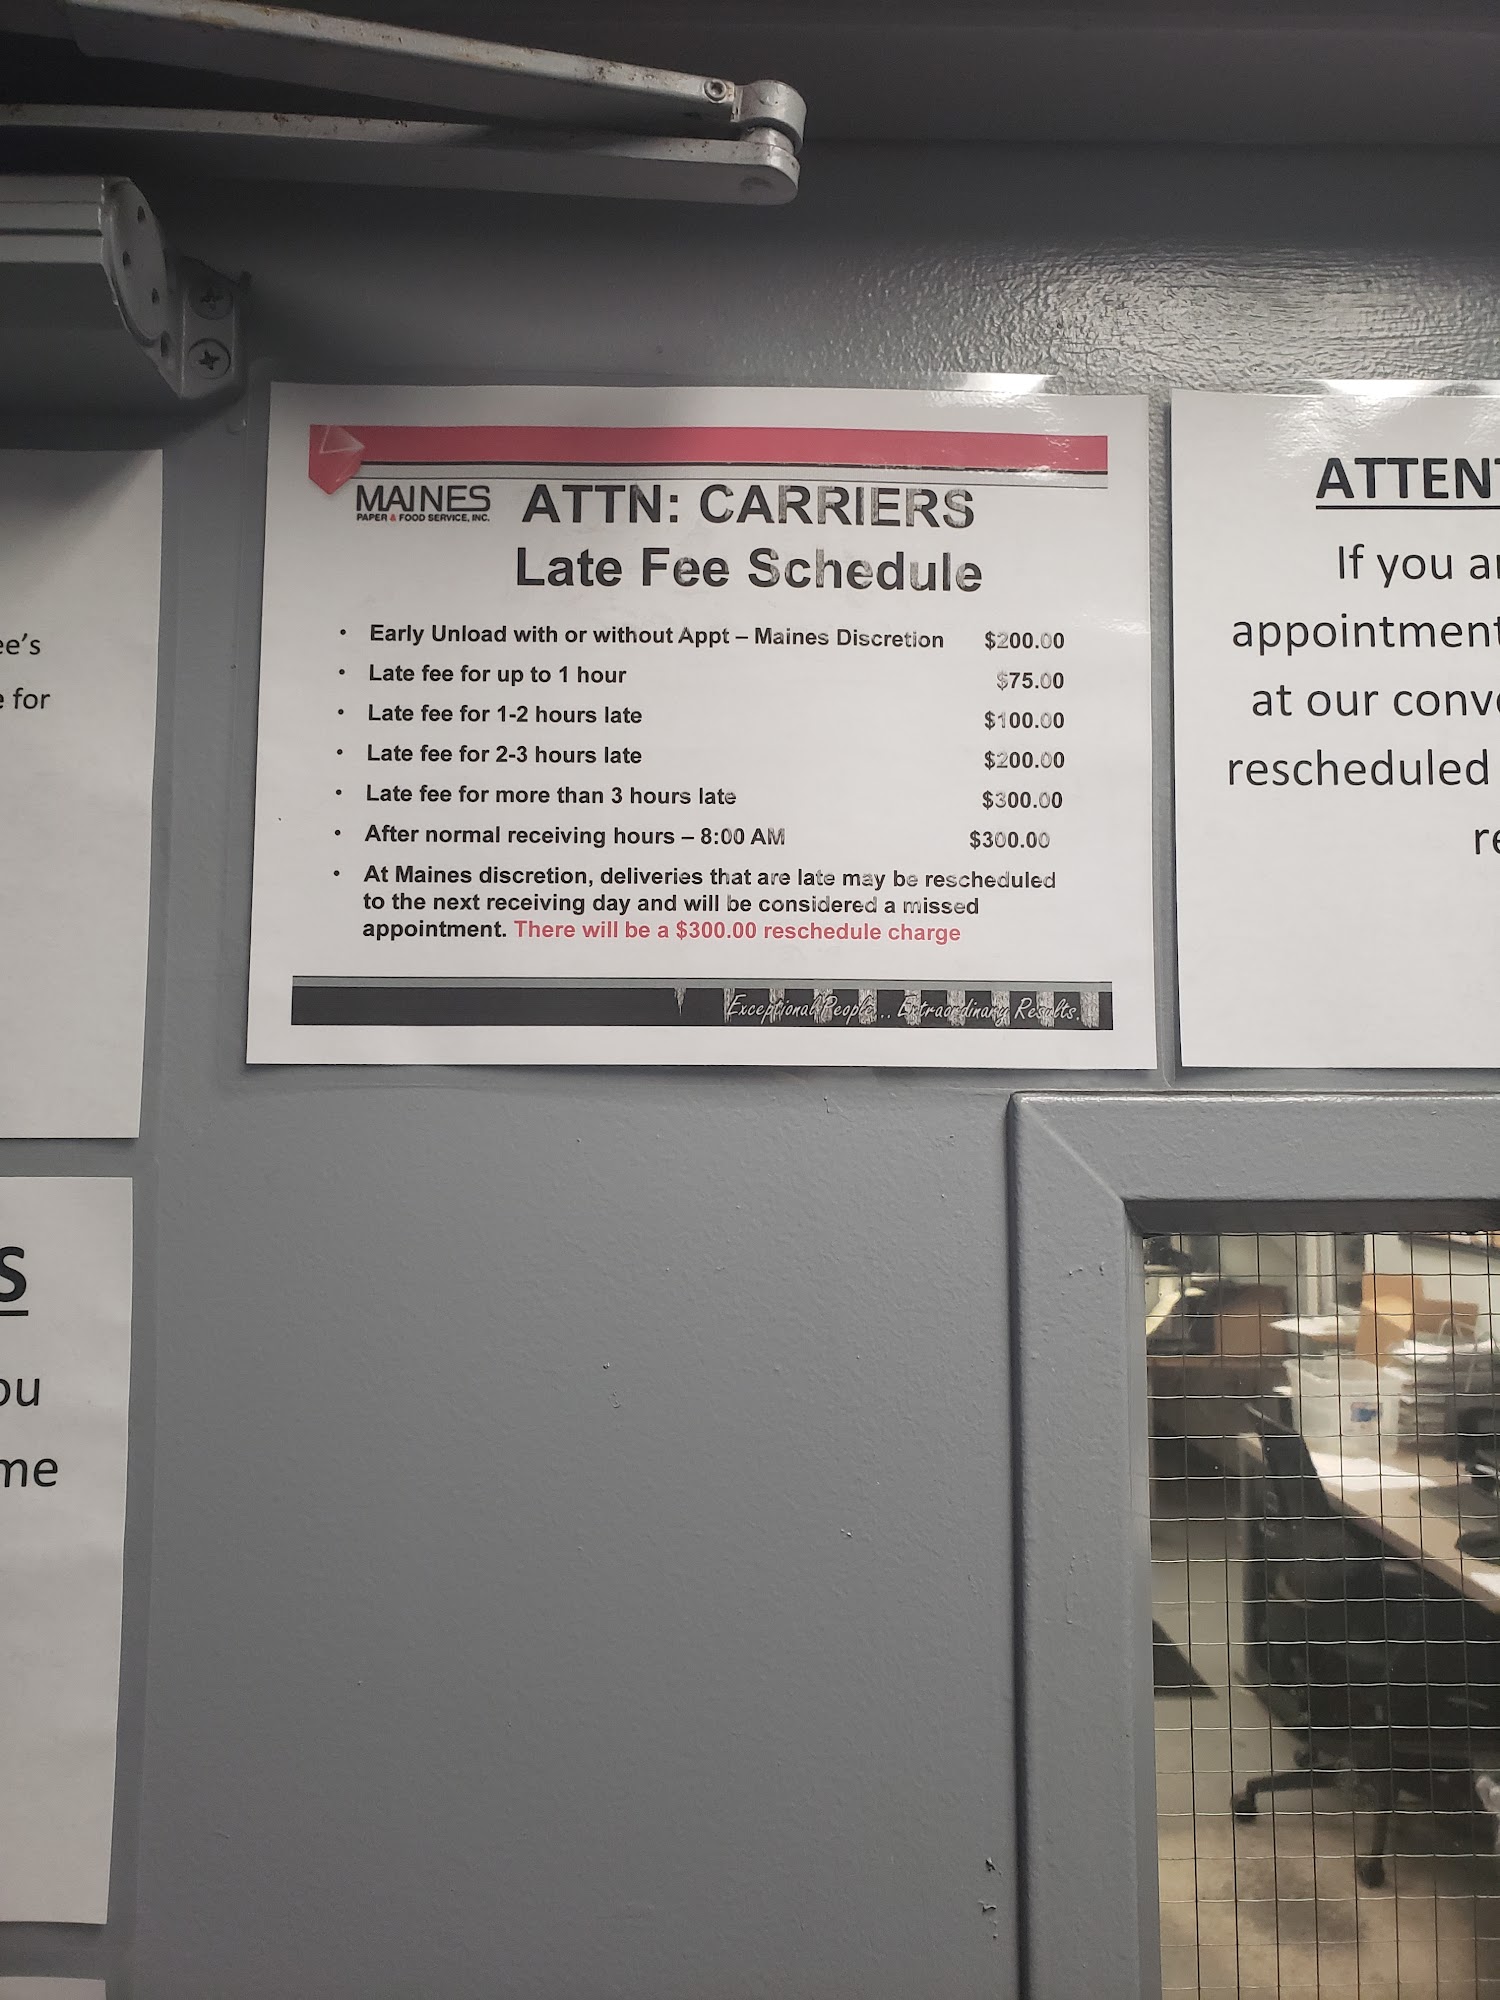 ee's
e for
S
ou
me
MAINES
PAPER & FOOD SERVICE, INC.
ATTN: CARRIERS
Late Fee Schedule
• Early Unload with or without Appt – Maines Discretion $200.00
• Late fee for up to 1 hour $75.00
• Late fee for 1-2 hours late $100.00
• Late fee for 2-3 hours late $200.00
• Late fee for more than 3 hours late $300.00
• After normal receiving hours – 8:00 AM $300.00
• At Maines discretion, deliveries that are late may be rescheduled
to the next receiving day and will be considered a missed
appointment. There will be a $300.00 reschedule charge
Exceptional People... Extraordinary Results.
ATTENT
If you ar
appointment
at our conve
rescheduled
re